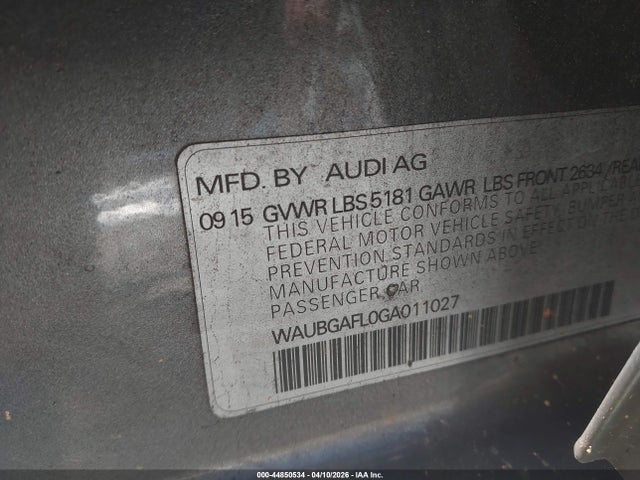 MFD. BY AUDI AG
09 15 GVWR LBS 5181 GAWR LBS FRONT 2634 /REA
THIS VEHICLE CONFORMS TO ALL APPLICABL
FEDERAL MOTOR VEHICLE SAFETY, BUMPER
PREVENTION STANDARDS IN EFFECT ON THE
MANUFACTURE SHOWN ABOVE
PASSENGER CAR
WAUBGAFL0GA011027
000-44850534 - 04/10/2026 - IAA Inc.